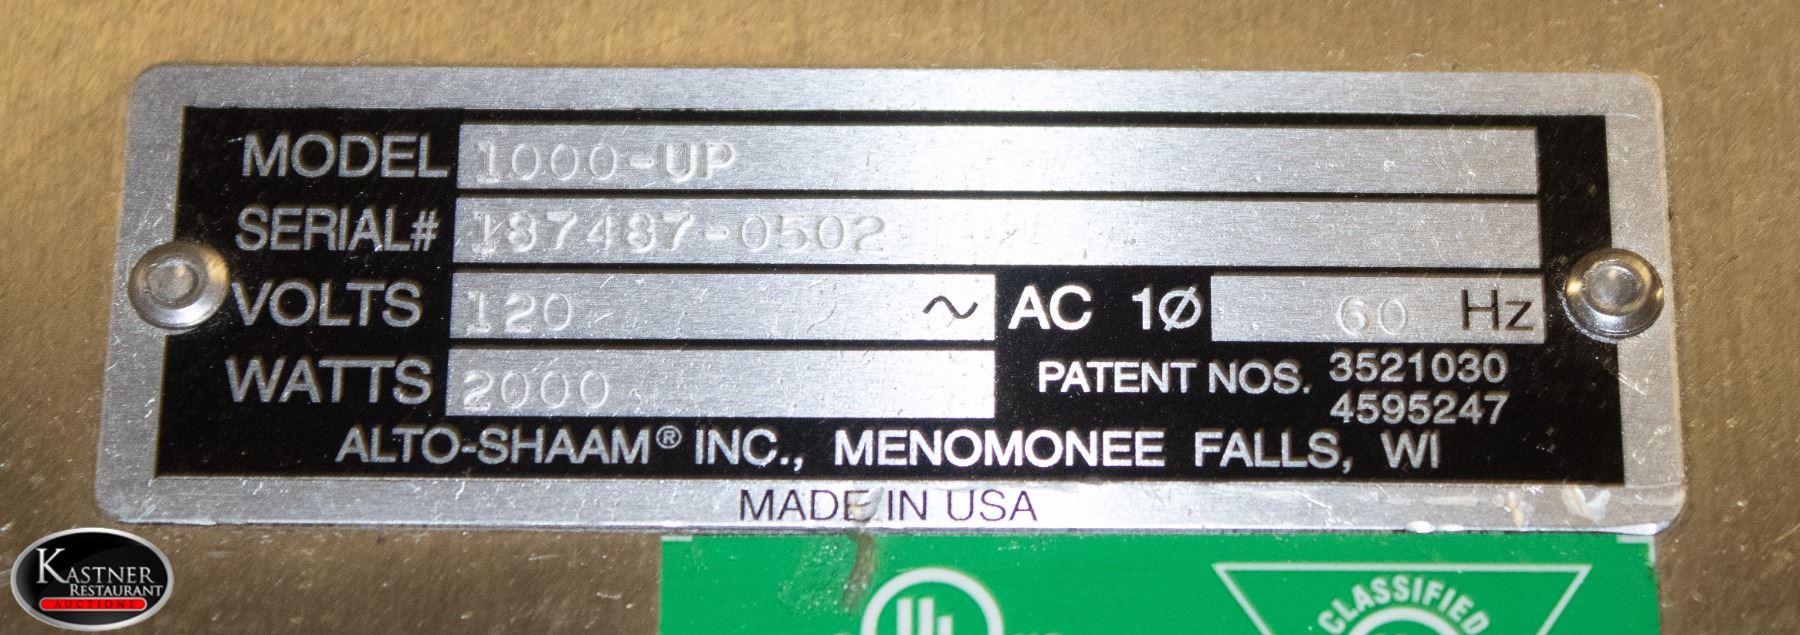 MODEL 1000-UP
SERIAL# 187487-0502
VOLTS 120 ~ AC 1Ø 60 Hz
WATTS 2000 PATENT NOS. 3521030
4595247
ALTO-SHAAM® INC., MENOMONEE FALLS, WI
MADE IN USA
UL
CLASSIFIED
KASTNER
RESTAURANT
AUCTIONS